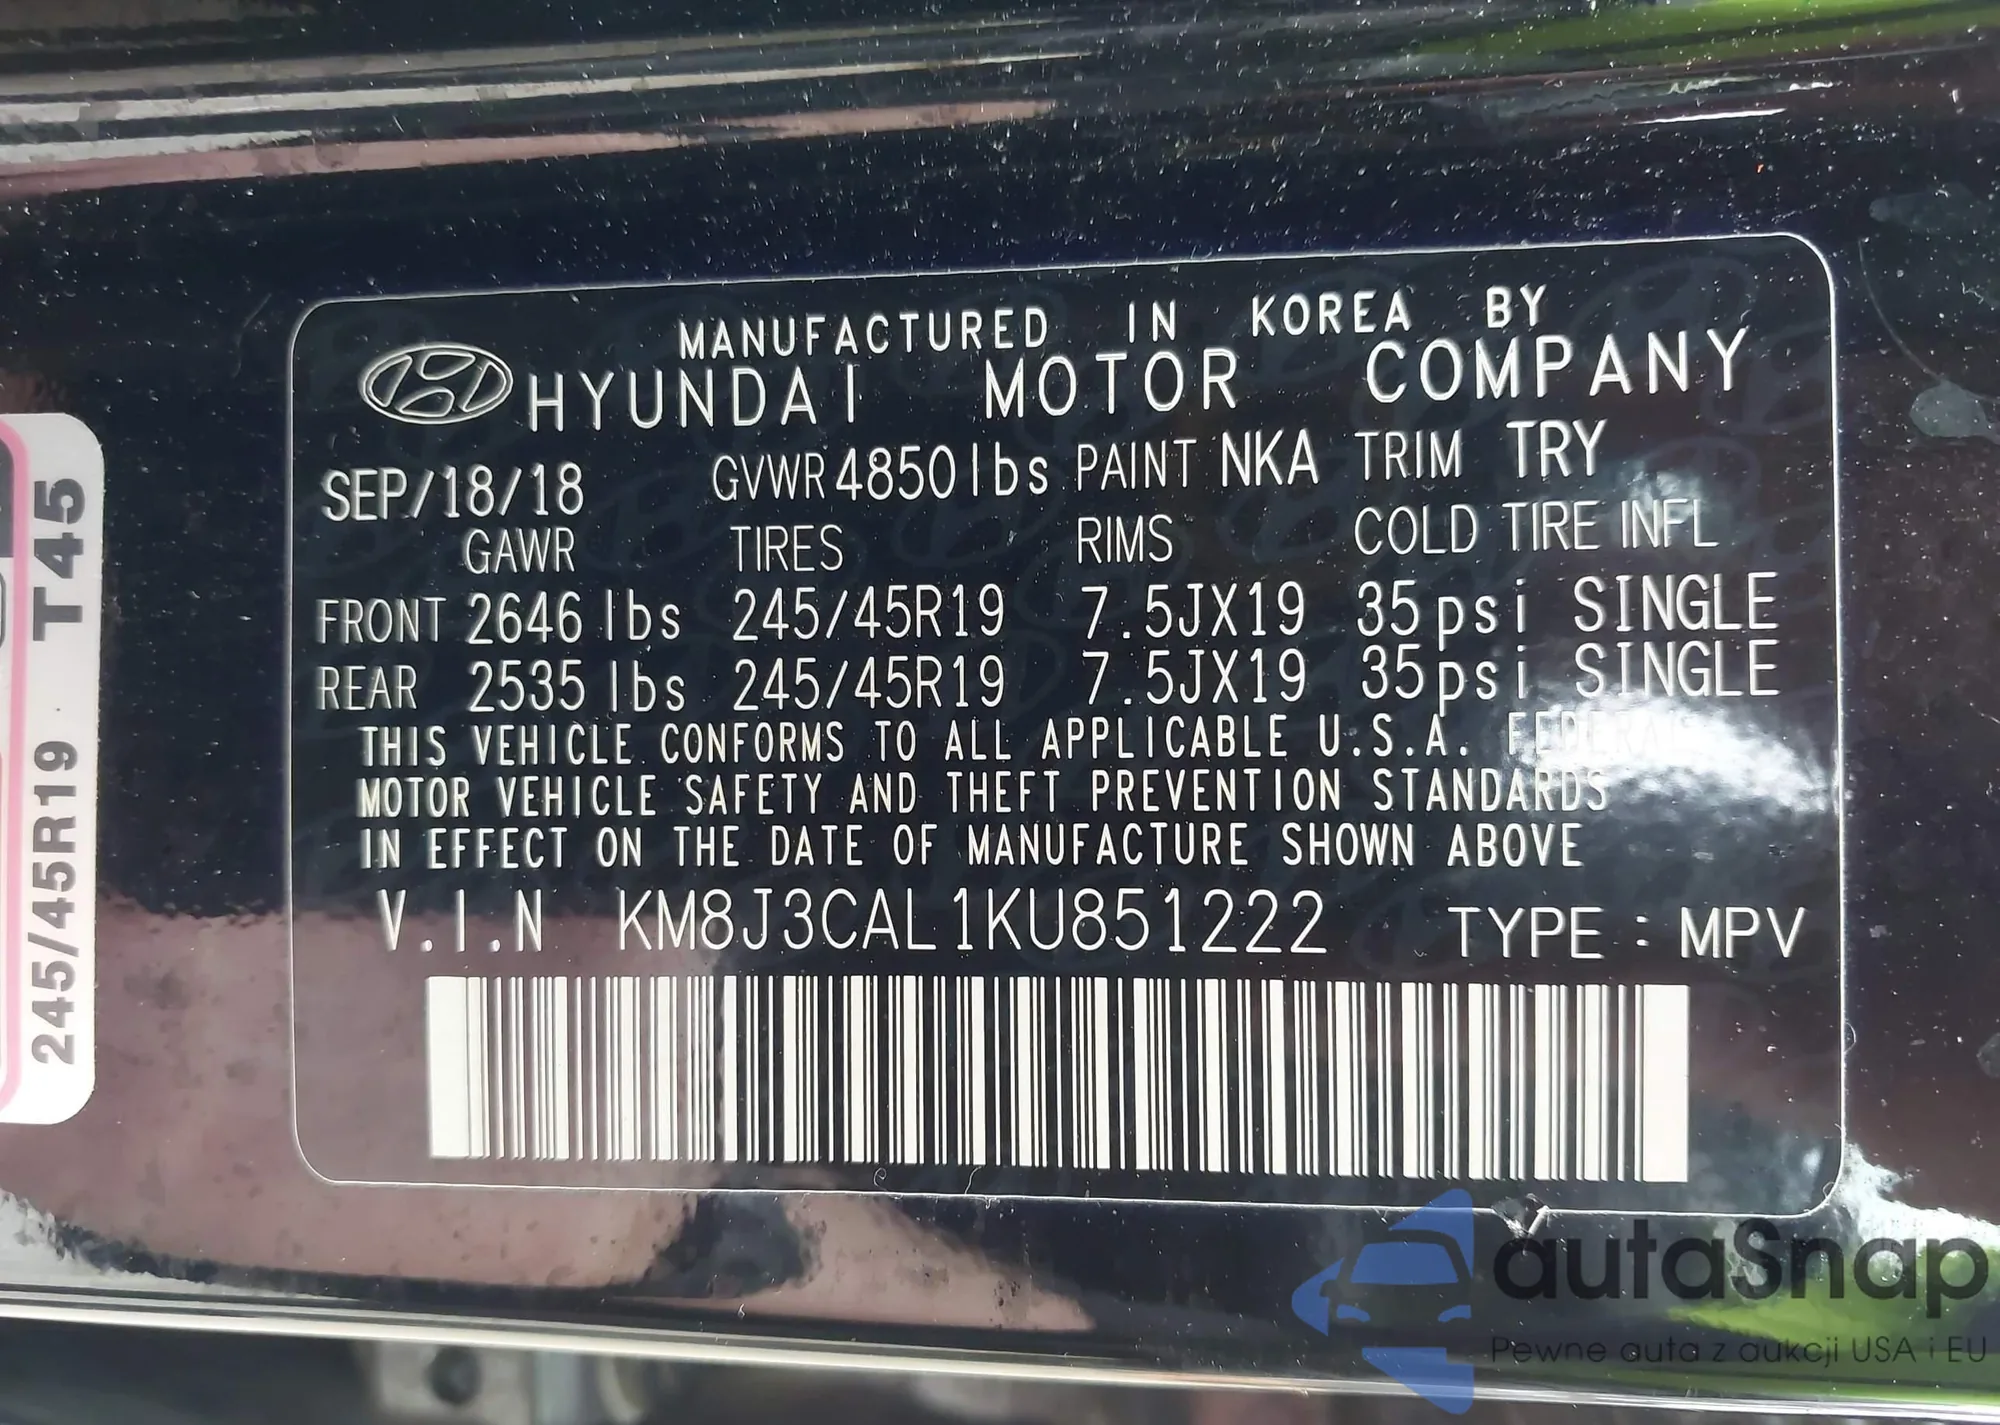 MANUFACTURED IN KOREA BY
HYUNDAI MOTOR COMPANY
SEP/18/18 GVWR 4850lbs PAINT NKA TRIM TRY
GAWR TIRES RIMS COLD TIRE INFL
FRONT 2646 lbs 245/45R19 7.5JX19 35psi SINGLE
REAR 2535 lbs 245/45R19 7.5JX19 35psi SINGLE
THIS VEHICLE CONFORMS TO ALL APPLICABLE U.S.A. FEDERAL
MOTOR VEHICLE SAFETY AND THEFT PREVENTION STANDARDS
IN EFFECT ON THE DATE OF MANUFACTURE SHOWN ABOVE
V.I.N KM8J3CAL1KU851222 TYPE : MPV
245/45R19 T45
autaSnap
Pewne auta z aukcji USA i EU